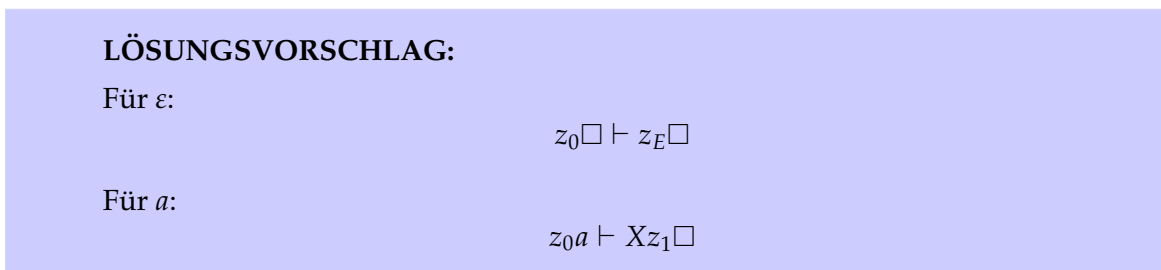 LÖSUNGSVORSCHLAG:
Für ε:
z₀□ ⊢ z_E□
Für a:
z₀a ⊢ Xz₁□